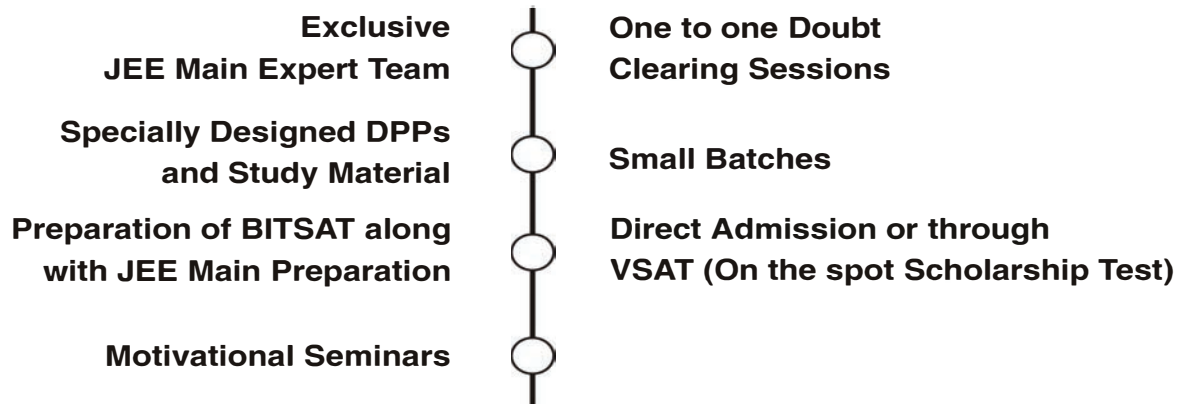 Exclusive
JEE Main Expert Team
One to one Doubt
Clearing Sessions
Specially Designed DPPs
and Study Material
Small Batches
Preparation of BITSAT along
with JEE Main Preparation
Direct Admission or through
VSAT (On the spot Scholarship Test)
Motivational Seminars